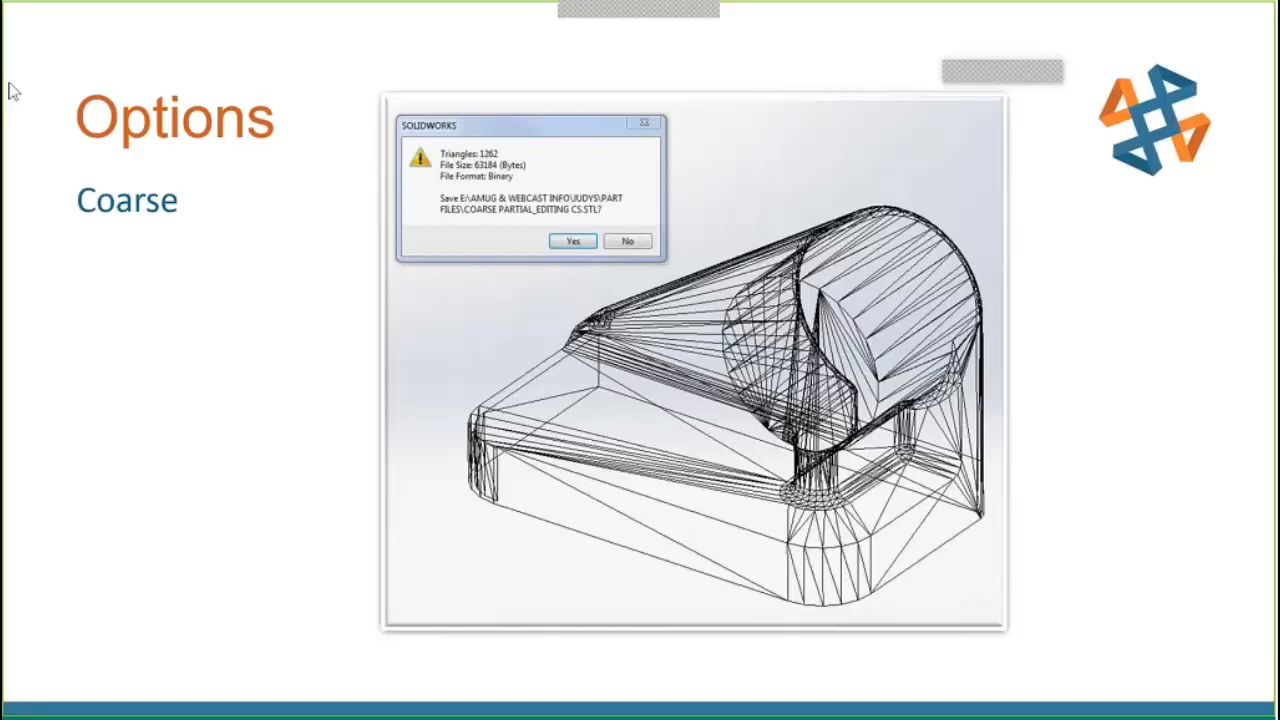 Options
Coarse
SOLIDWORKS
Triangles: 1262
File Size: 63184 (Bytes)
File Format: Binary
Save E:\AMUG & WEBCAST INFO\JUDYS\PART
FILES\COARSE PARTIAL_EDITING CS.STL?
Yes
No